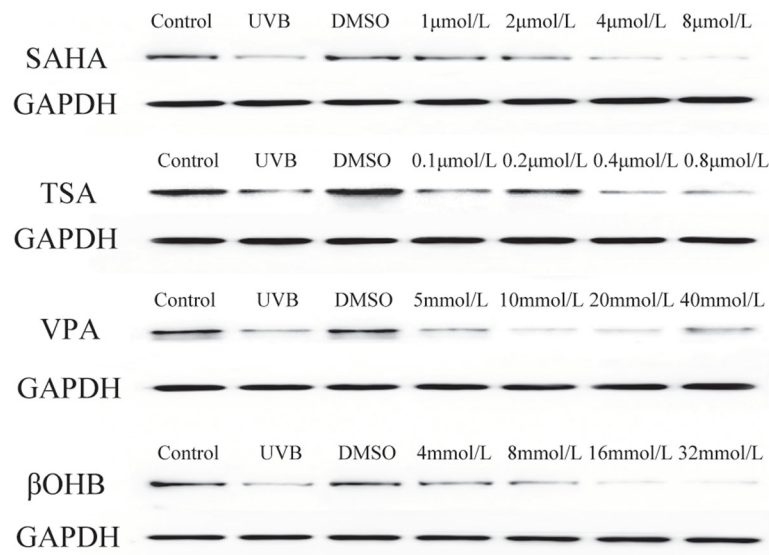 Control UVB DMSO 1μmol/L 2μmol/L 4μmol/L 8μmol/L
SAHA
GAPDH
Control UVB DMSO 0.1μmol/L 0.2μmol/L 0.4μmol/L 0.8μmol/L
TSA
GAPDH
Control UVB DMSO 5mmol/L 10mmol/L 20mmol/L 40mmol/L
VPA
GAPDH
Control UVB DMSO 4mmol/L 8mmol/L 16mmol/L 32mmol/L
βOHB
GAPDH